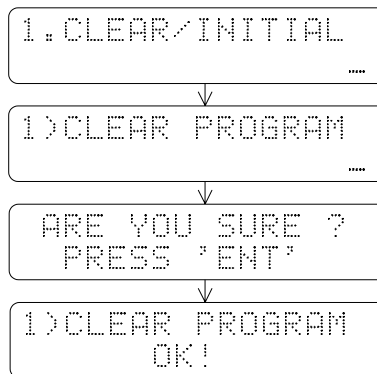 1.CLEAR/INITIAL
.....
1)CLEAR PROGRAM
.....
ARE YOU SURE ?
PRESS 'ENT'
1)CLEAR PROGRAM
OK!